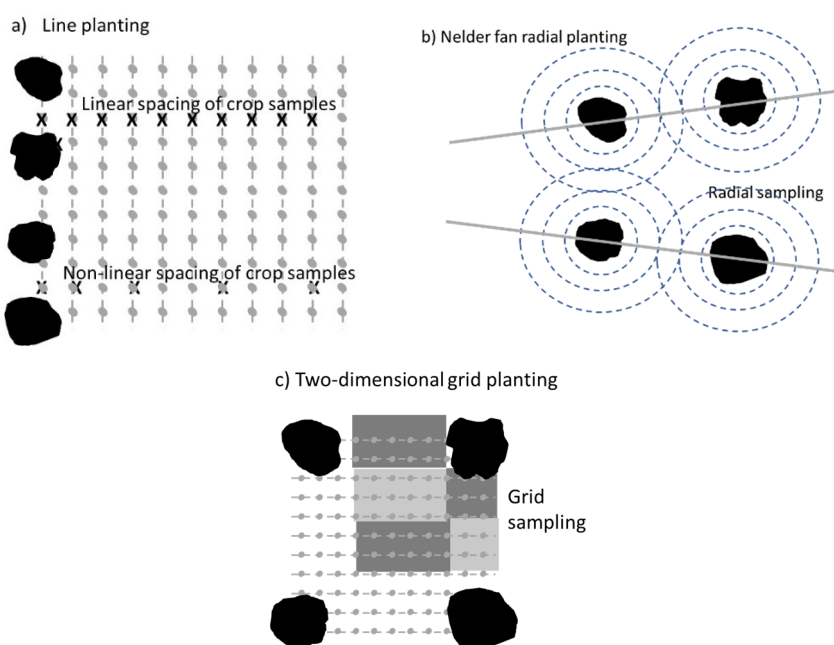 a) Line planting
Linear spacing of crop samples
X X X X X X X X X X
X
Non-linear spacing of crop samples
X X X X X
b) Nelder fan radial planting
Radial sampling
c) Two-dimensional grid planting
Grid
sampling